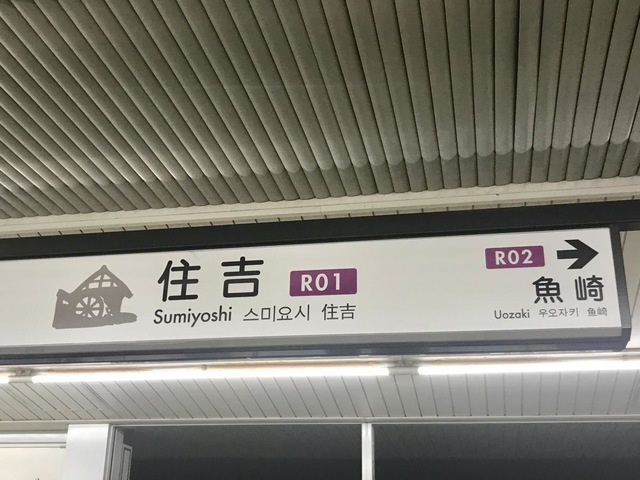 住吉 R01
Sumiyoshi 스미요시 住吉
R02
魚崎
Uozaki 우오자키 鱼崎